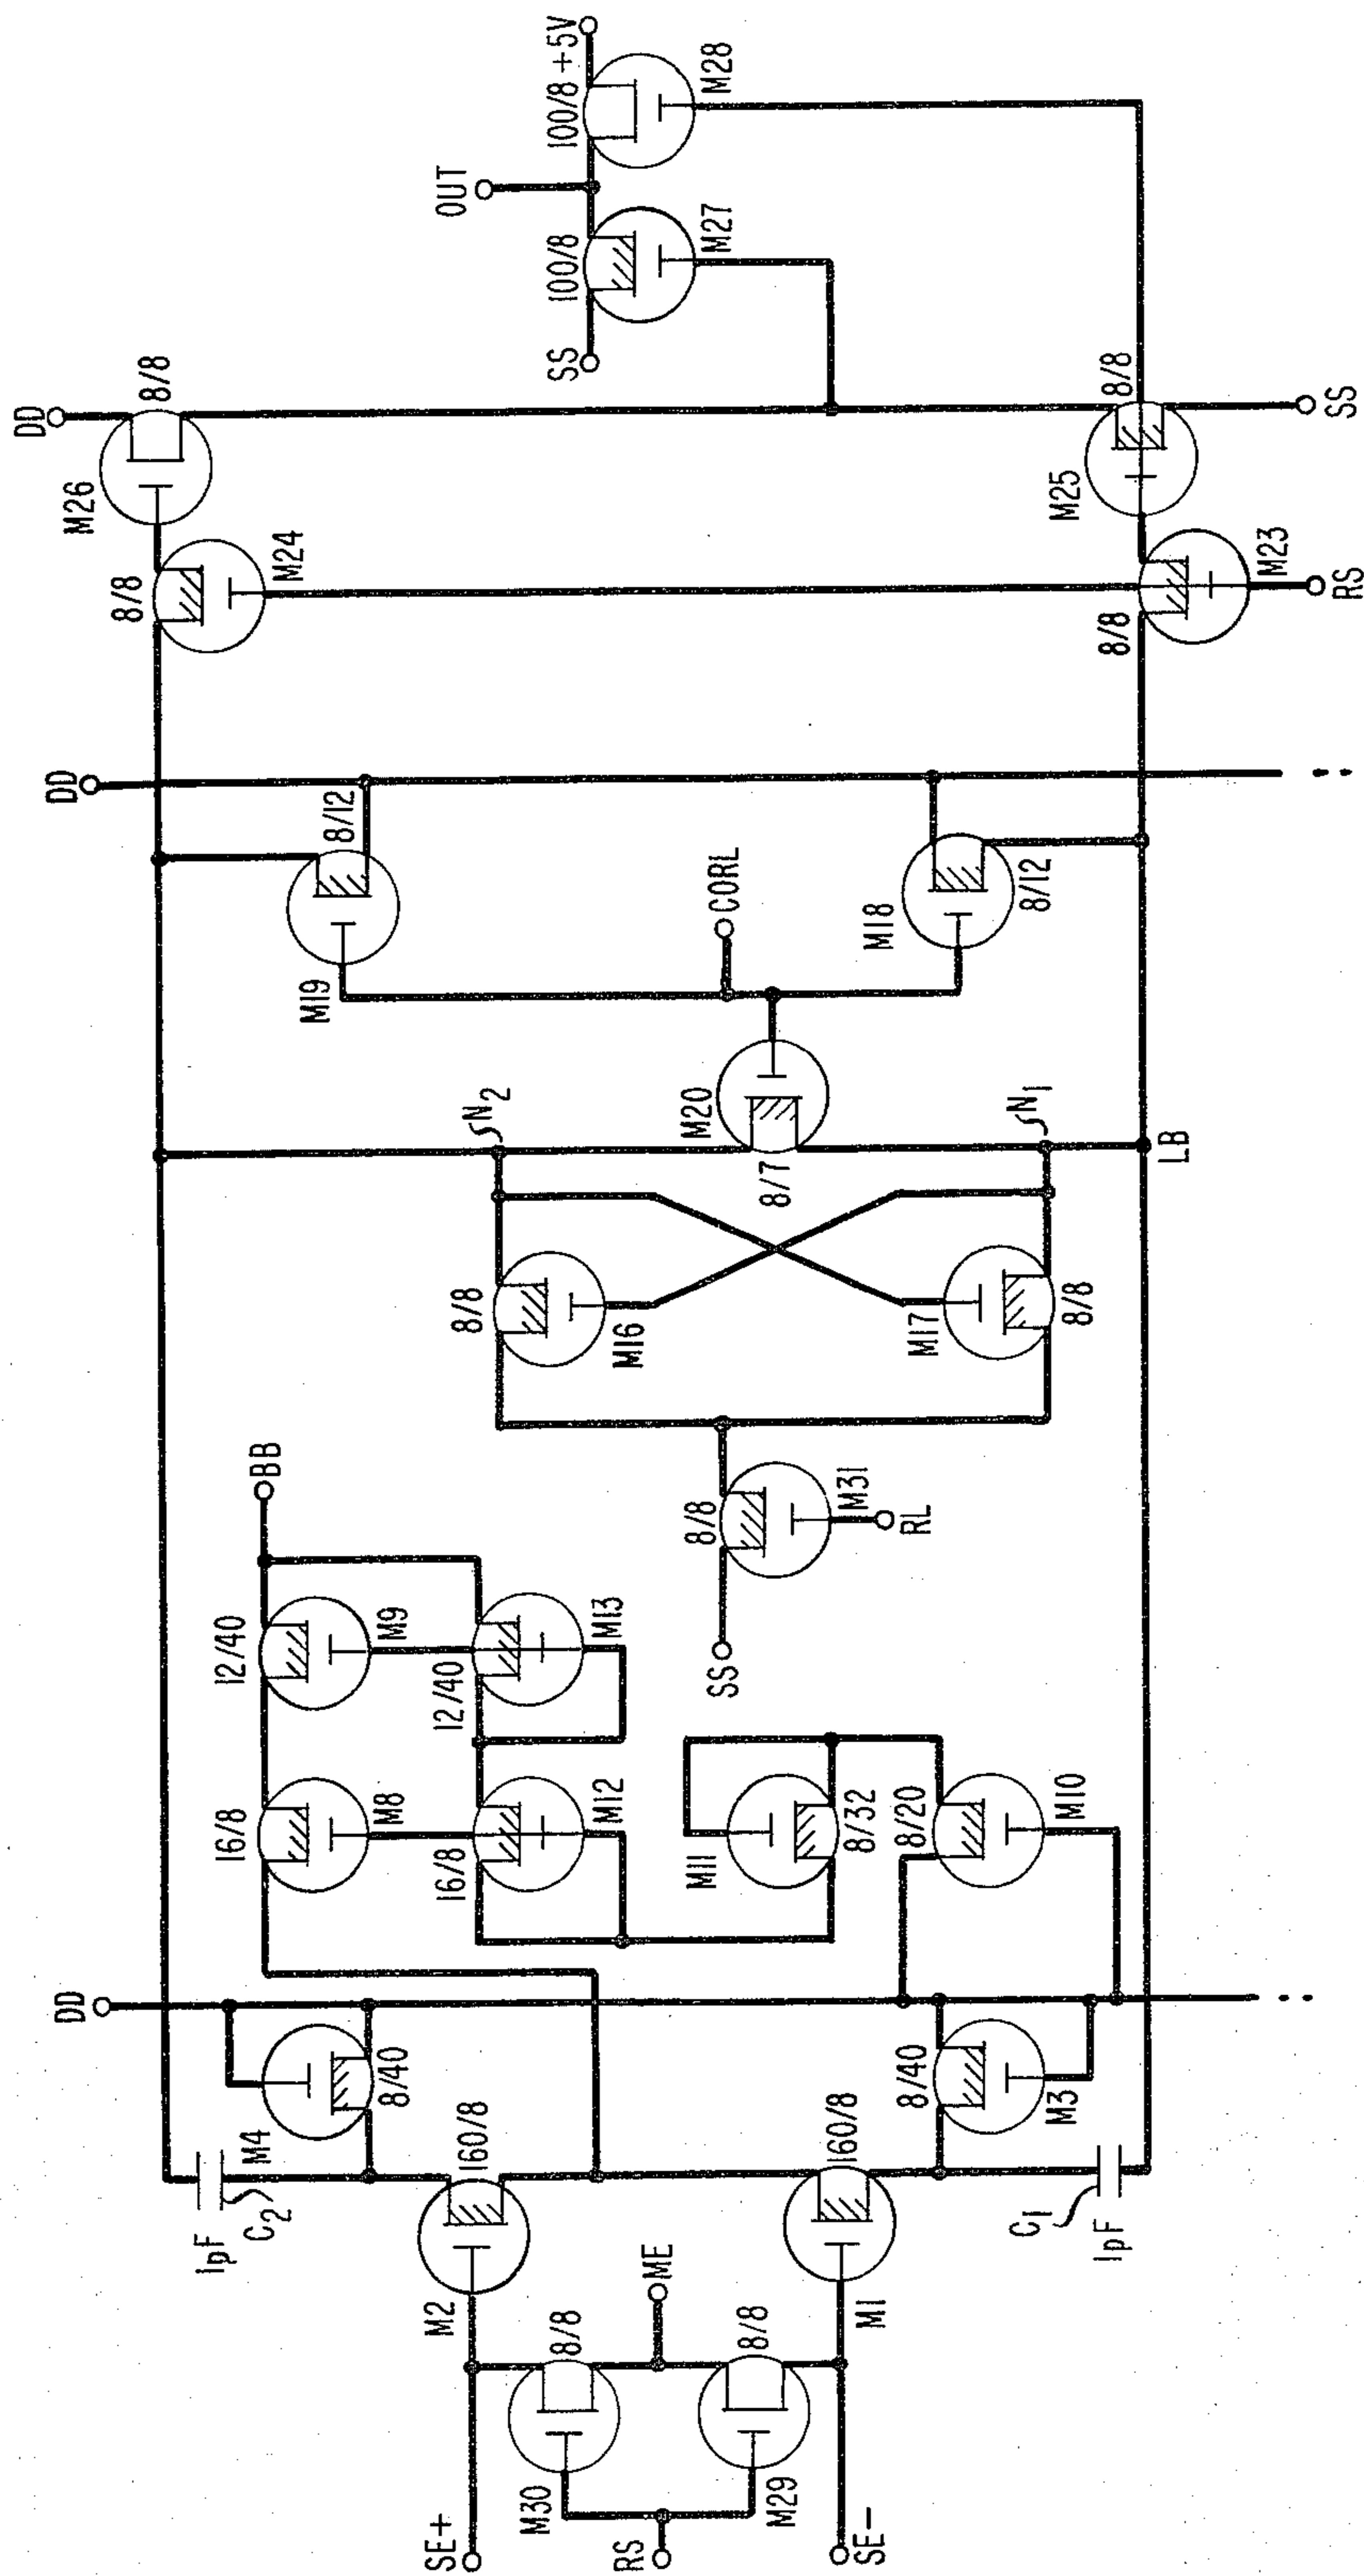 DD
8/8
M26
8/8
M24
OUT
100/8
+5V
M28
100/8
SS
M27
8/8
M25
SS
8/8
M23
RS
DD
8/12
M19
CORL
M18
8/12
N2
M20
8/7
N1
LB
8/8
M16
M17
8/8
BB
12/40
M9
12/40
M13
SS
8/8
M31
RL
16/8
M8
16/8
M12
M11
8/32
8/20
M10
DD
8/40
M4
8/40
M3
1pF
C2
160/8
M2
160/8
M1
C1
1pF
ME
8/8
8/8
M30
M29
SE+
RS
SE-